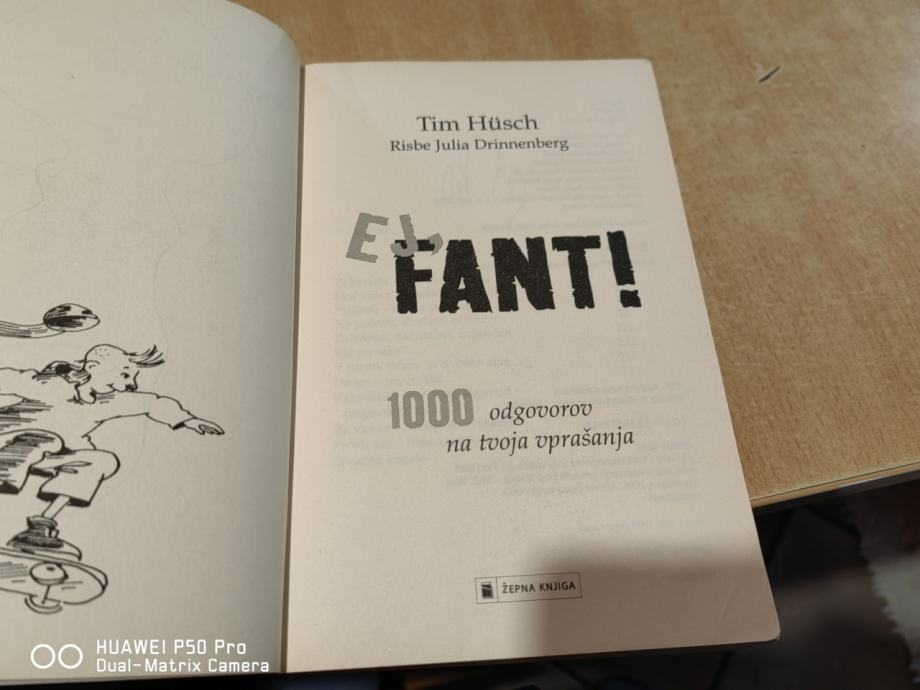 Tim Hüsch
Risbe Julia Drinnenberg
EJ,
FANT!
1000 odgovorov
na tvoja vprašanja
ŽEPNA KNJIGA
HUAWEI P50 Pro
Dual-Matrix Camera